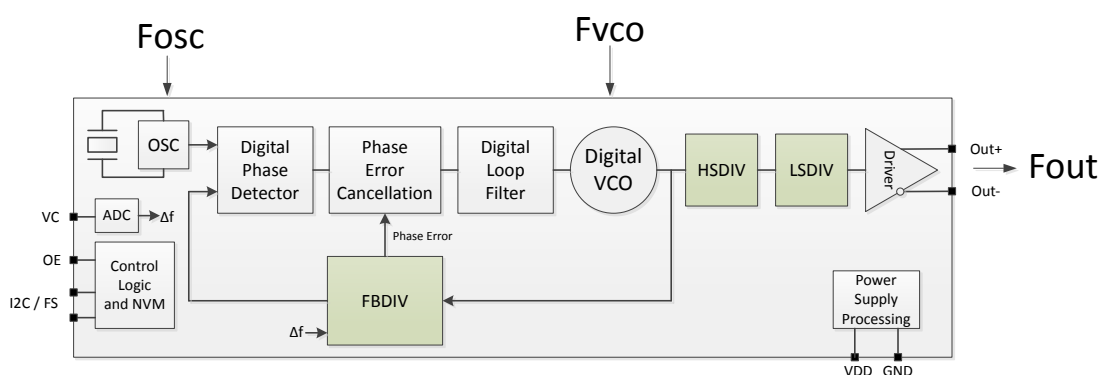 Fosc
Fvco
OSC
Digital
Phase
Detector
Phase
Error
Cancellation
Digital
Loop
Filter
Digital
VCO
HSDIV
LSDIV
Driver
Out+
Out-
Fout
VC
ADC
Δf
OE
I2C / FS
Control
Logic
and NVM
Phase Error
FBDIV
Δf
Power
Supply
Processing
VDD
GND